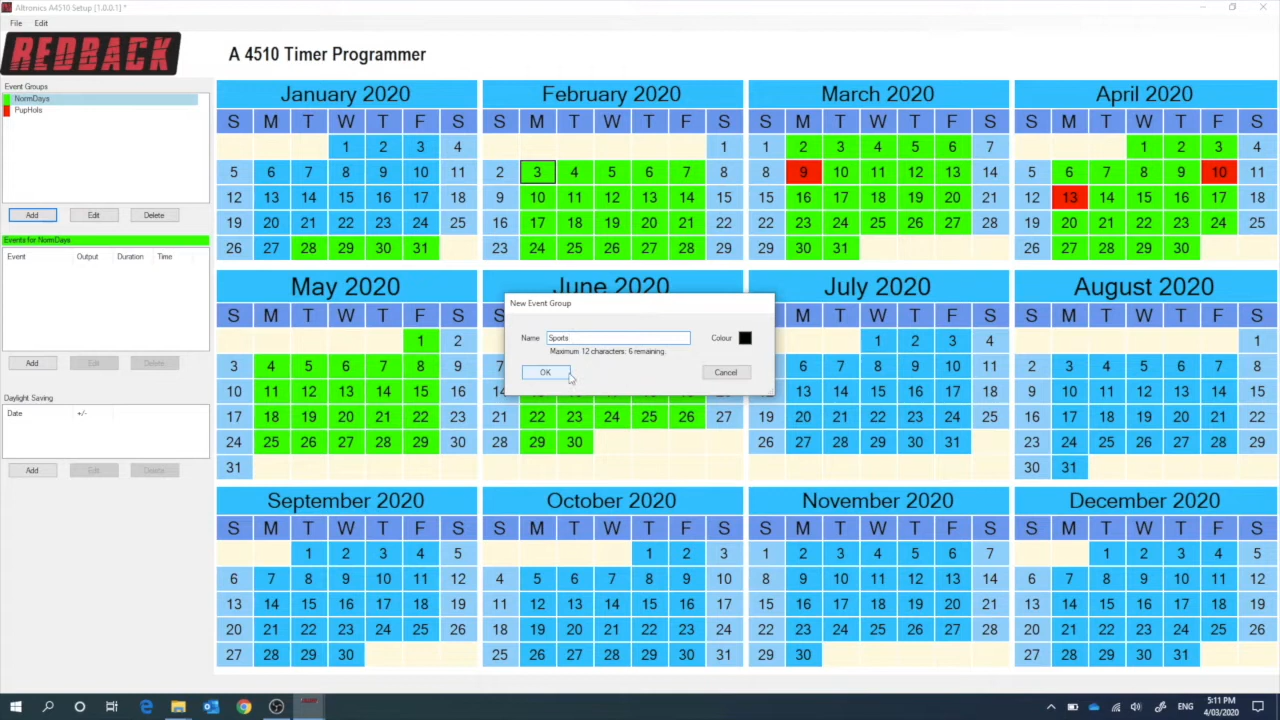 Altronics A4510 Setup [1.0.0.1] *
File Edit
REDBACK
A 4510 Timer Programmer
Event Groups
NormDays
PupHols
Add Edit Delete
Events for NormDays
Event Output Duration Time
Add Edit Delete
Daylight Saving
Date +/-
Add Edit Delete
January 2020
S M T W T F S
1 2 3 4
5 6 7 8 9 10 11
12 13 14 15 16 17 18
19 20 21 22 23 24 25
26 27 28 29 30 31
February 2020
S M T W T F S
1
2 3 4 5 6 7 8
9 10 11 12 13 14 15
16 17 18 19 20 21 22
23 24 25 26 27 28 29
March 2020
S M T W T F S
1 2 3 4 5 6 7
8 9 10 11 12 13 14
15 16 17 18 19 20 21
22 23 24 25 26 27 28
29 30 31
April 2020
S M T W T F S
1 2 3 4
5 6 7 8 9 10 11
12 13 14 15 16 17 18
19 20 21 22 23 24 25
26 27 28 29 30
May 2020
S M T W T F S
1 2
3 4 5 6 7 8 9
10 11 12 13 14 15 16
17 18 19 20 21 22 23
24 25 26 27 28 29 30
31
June 2020
S
7
14
21 22 23 24 25 26 27
28 29 30
New Event Group
Name Sports Colour
Maximum 12 characters: 6 remaining.
OK Cancel
July 2020
M T W T F S
1 2 3 4
6 7 8 9 10 11
13 14 15 16 17 18
19 20 21 22 23 24 25
26 27 28 29 30 31
August 2020
S M T W T F S
1
2 3 4 5 6 7 8
9 10 11 12 13 14 15
16 17 18 19 20 21 22
23 24 25 26 27 28 29
30 31
September 2020
S M T W T F S
1 2 3 4 5
6 7 8 9 10 11 12
13 14 15 16 17 18 19
20 21 22 23 24 25 26
27 28 29 30
October 2020
S M T W T F S
1 2 3
4 5 6 7 8 9 10
11 12 13 14 15 16 17
18 19 20 21 22 23 24
25 26 27 28 29 30 31
November 2020
S M T W T F S
1 2 3 4 5 6 7
8 9 10 11 12 13 14
15 16 17 18 19 20 21
22 23 24 25 26 27 28
29 30
December 2020
S M T W T F S
1 2 3 4 5
6 7 8 9 10 11 12
13 14 15 16 17 18 19
20 21 22 23 24 25 26
27 28 29 30 31
ENG
5:11 PM
4/03/2020